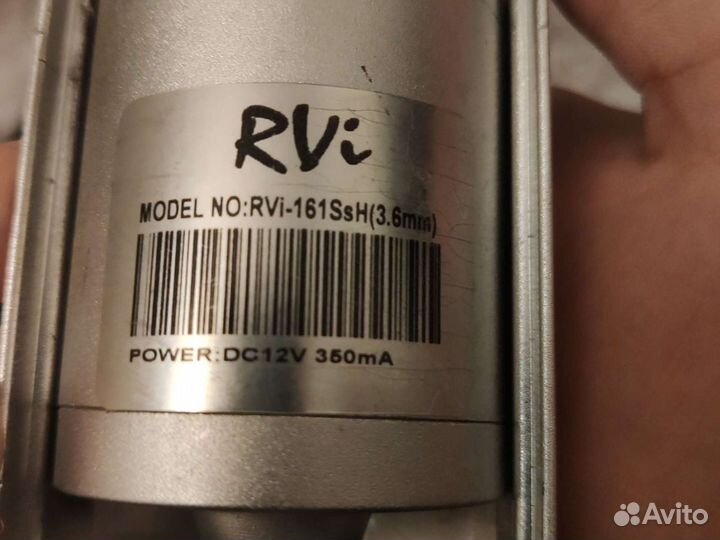 RVi
MODEL NO:RVi-161SsH(3.6mm)
POWER:DC12V 350mA
Avito